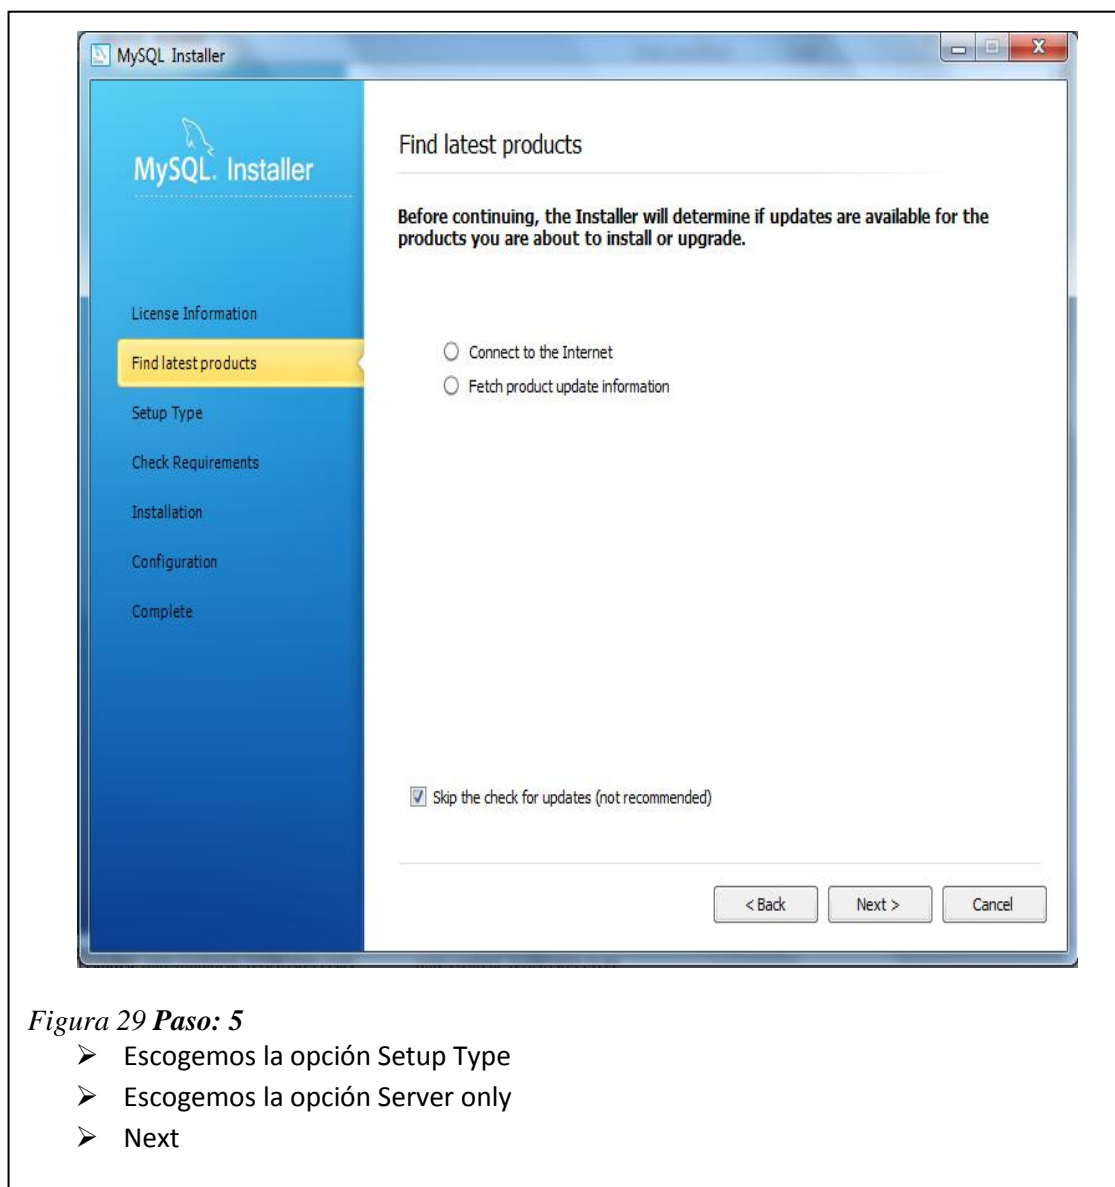 MySQL Installer
MySQL. Installer
License Information
Find latest products
Setup Type
Check Requirements
Installation
Configuration
Complete
Find latest products
Before continuing, the Installer will determine if updates are available for the
products you are about to install or upgrade.
Connect to the Internet
Fetch product update information
Skip the check for updates (not recommended)
< Back
Next >
Cancel
Figura 29 Paso: 5
➢ Escogemos la opción Setup Type
➢ Escogemos la opción Server only
➢ Next